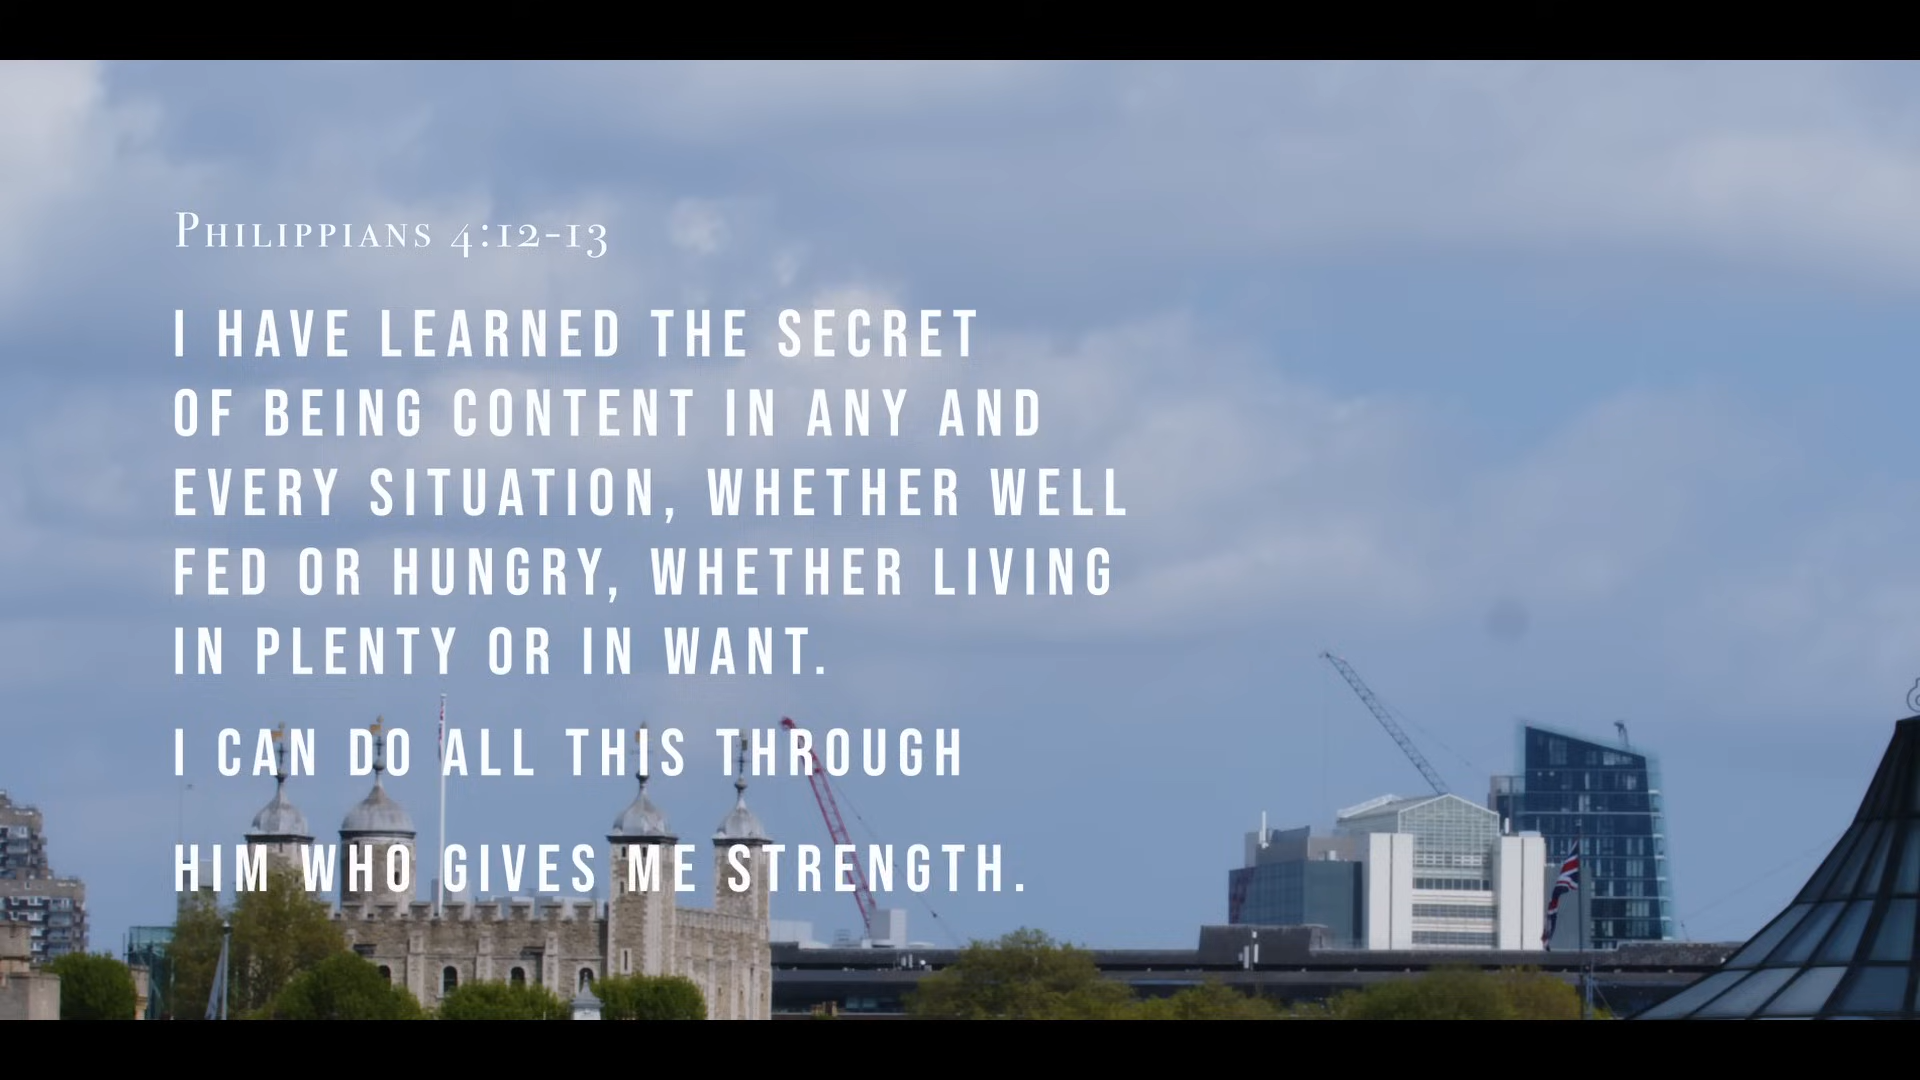 Philippians 4:12-13
I HAVE LEARNED THE SECRET
OF BEING CONTENT IN ANY AND
EVERY SITUATION, WHETHER WELL
FED OR HUNGRY, WHETHER LIVING
IN PLENTY OR IN WANT.
I CAN DO ALL THIS THROUGH
HIM WHO GIVES ME STRENGTH.